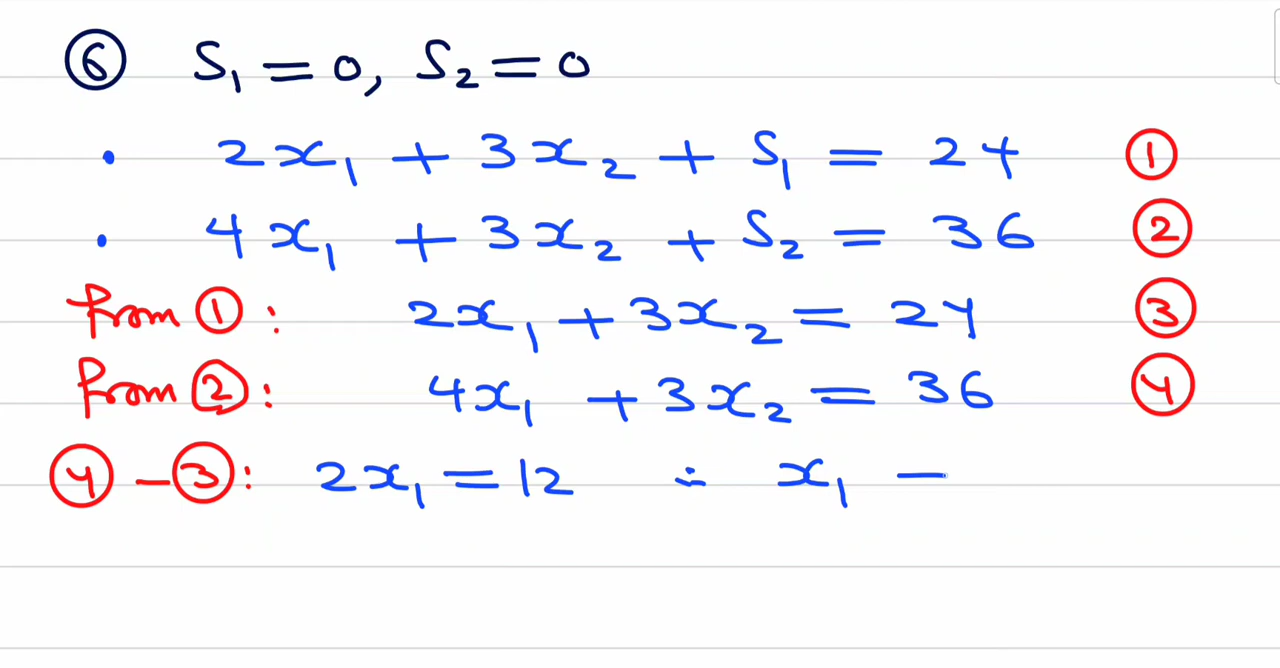 ⑥ S₁ = 0, S₂ = 0
• 2x₁ + 3x₂ + S₁ = 24 ①
• 4x₁ + 3x₂ + S₂ = 36 ②
from ①: 2x₁ + 3x₂ = 24 ③
from ②: 4x₁ + 3x₂ = 36 ④
④ – ③: 2x₁ = 12 ∴ x₁ –